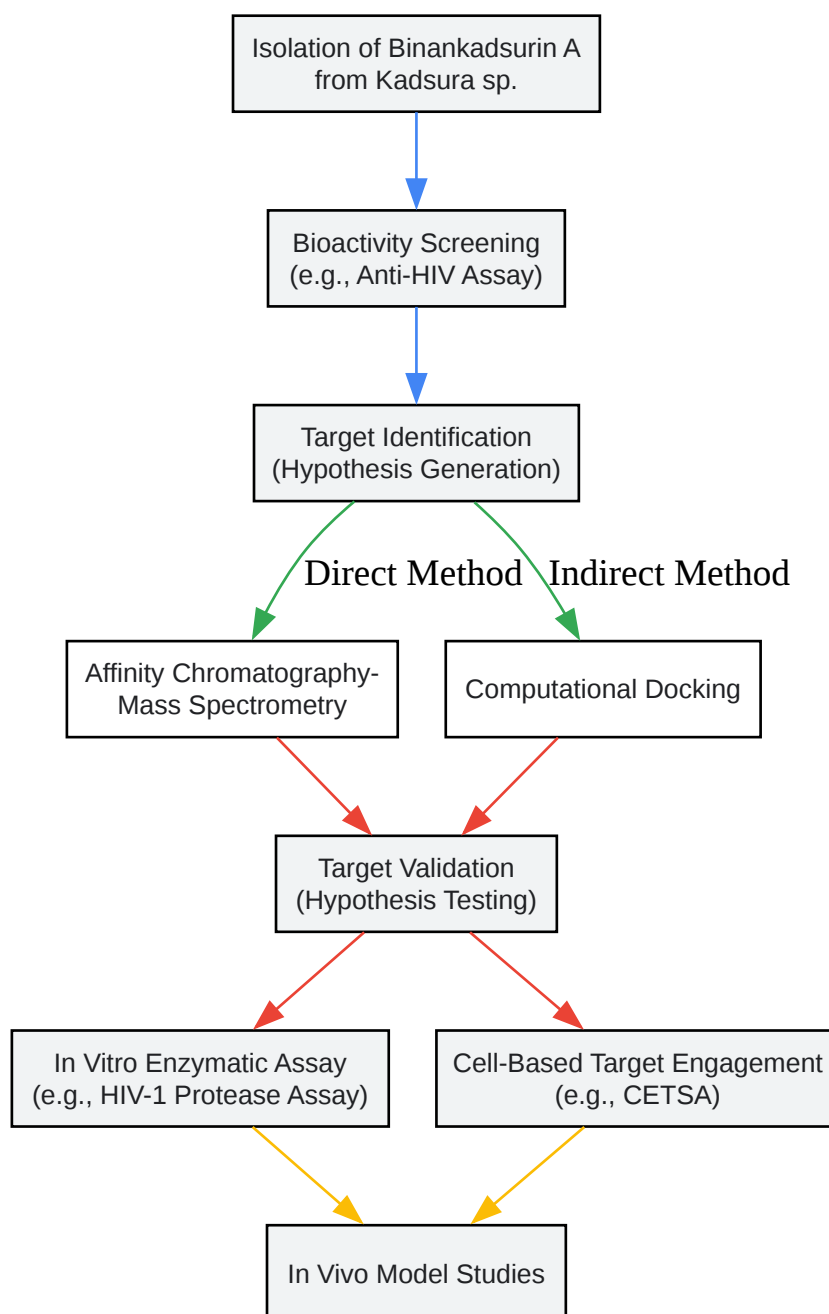 Isolation of Binankadsurin A
from Kadsura sp.
Bioactivity Screening
(e.g., Anti-HIV Assay)
Target Identification
(Hypothesis Generation)
Direct Method
Indirect Method
Affinity Chromatography-
Mass Spectrometry
Computational Docking
Target Validation
(Hypothesis Testing)
In Vitro Enzymatic Assay
(e.g., HIV-1 Protease Assay)
Cell-Based Target Engagement
(e.g., CETSA)
In Vivo Model Studies